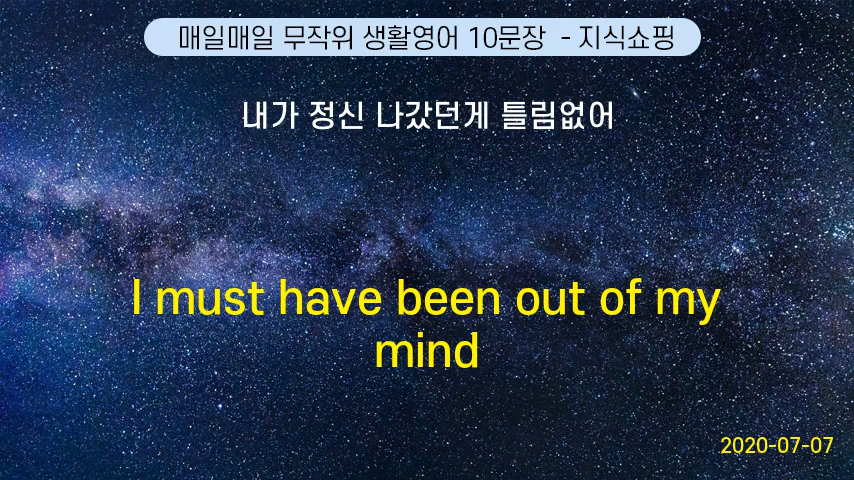 매일매일 무작위 생활영어 10문장 - 지식쇼핑
내가 정신 나갔던게 틀림없어
I must have been out of my
mind
2020-07-07